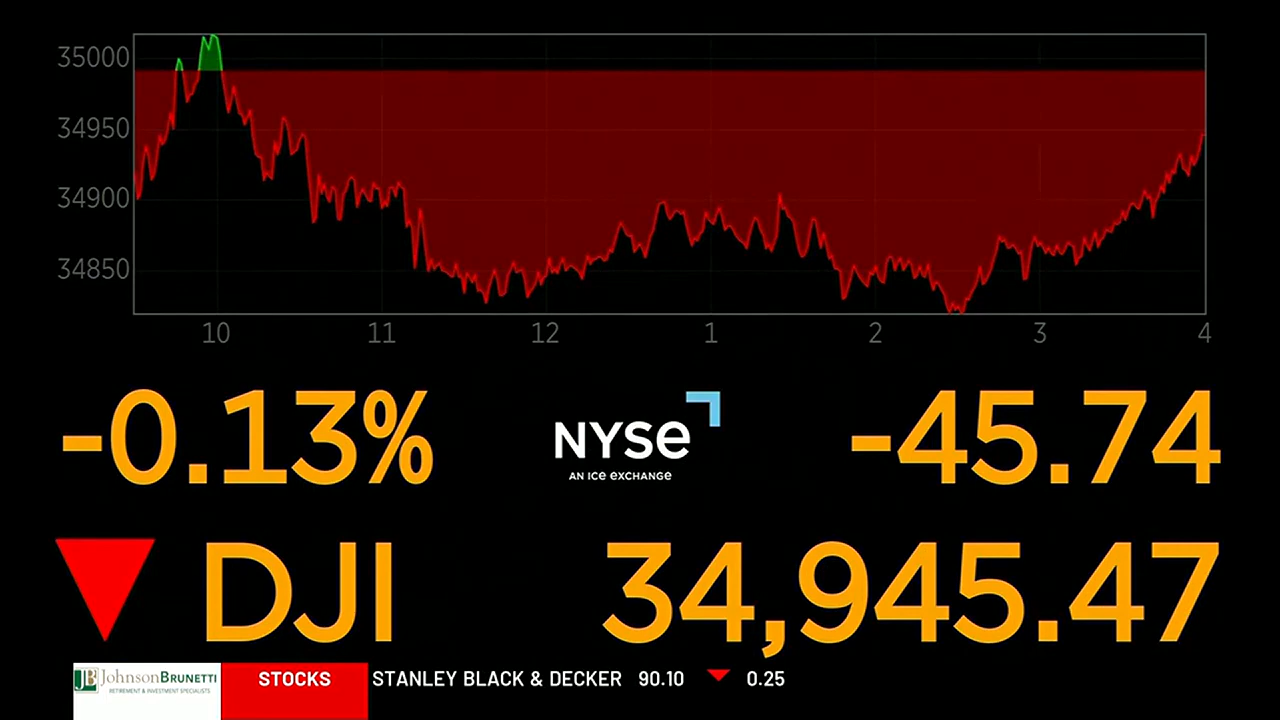 35000
34950
34900
34850
10 11 12 1 2 3 4
-0.13% NYSE -45.74
AN ICE EXCHANGE
DJI 34,945.47
JB JohnsonBrunetti STOCKS STANLEY BLACK & DECKER 90.10 0.25
RETIREMENT & INVESTMENT SPECIALISTS